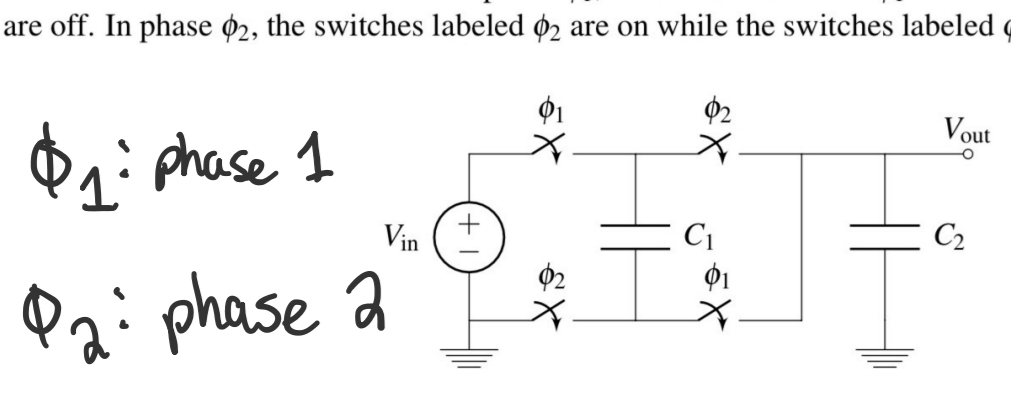 are off. In phase ϕ2, the switches labeled ϕ2 are on while the switches labeled
ϕ1: phase 1
ϕ2: phase 2
ϕ1
ϕ2
Vout
Vin
+
−
C1
C2
ϕ2
ϕ1